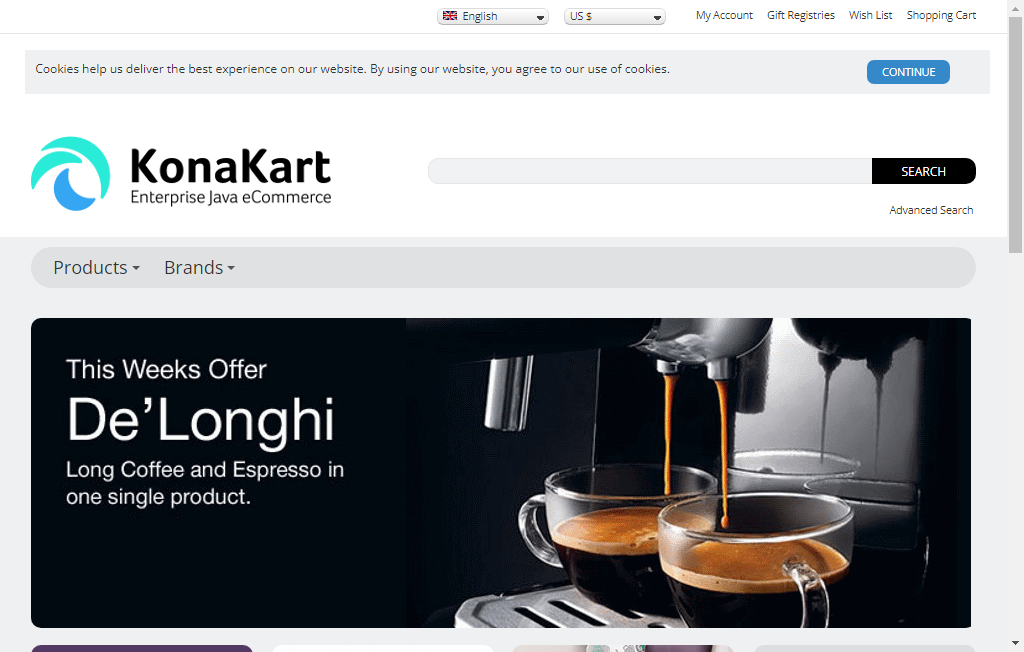 English
US $
My Account
Gift Registries
Wish List
Shopping Cart
Cookies help us deliver the best experience on our website. By using our website, you agree to our use of cookies.
CONTINUE
KonaKart
Enterprise Java eCommerce
SEARCH
Advanced Search
Products
Brands
This Weeks Offer
De’Longhi
Long Coffee and Espresso in
one single product.